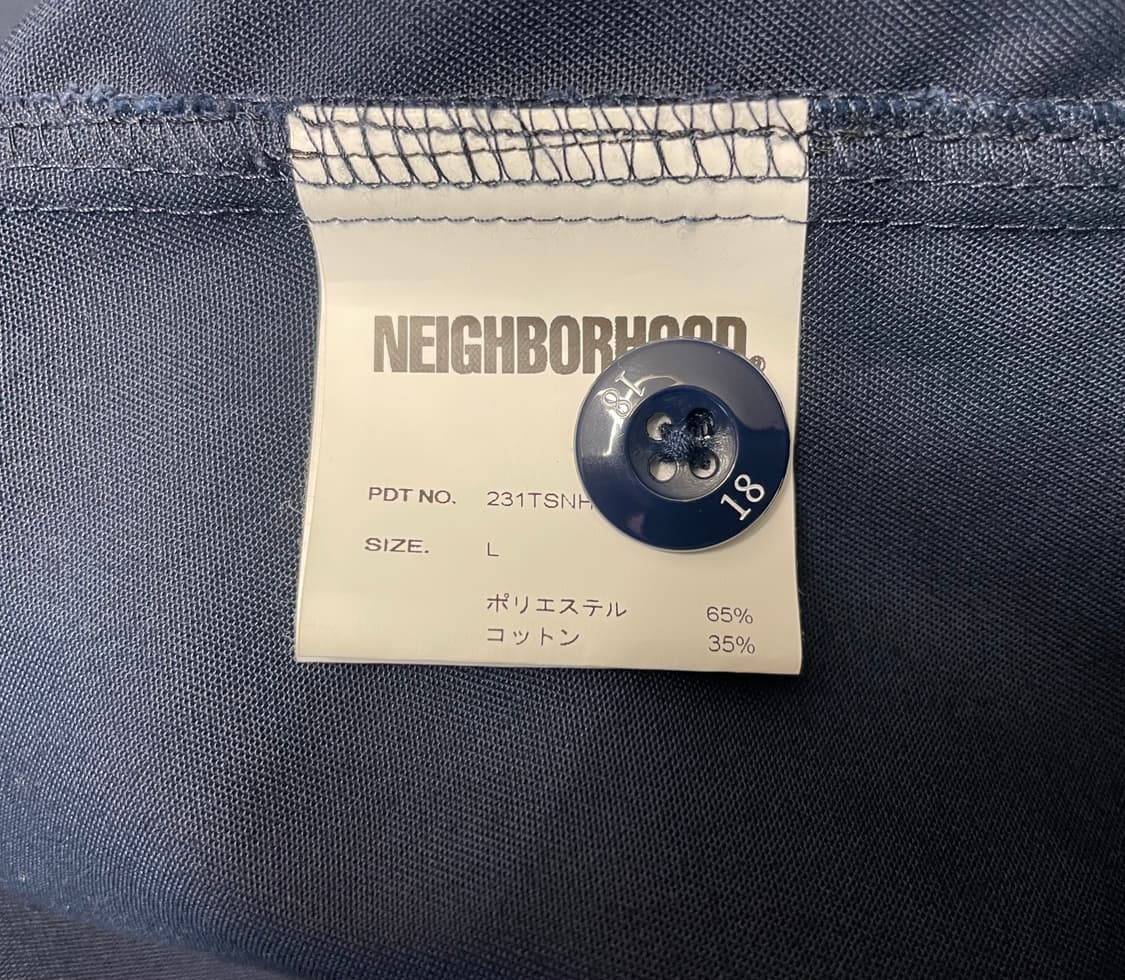 NEIGHBORHOOD®
18
PDT NO. 231TSNH
18
SIZE. L
ポリエステル 65%
コットン 35%